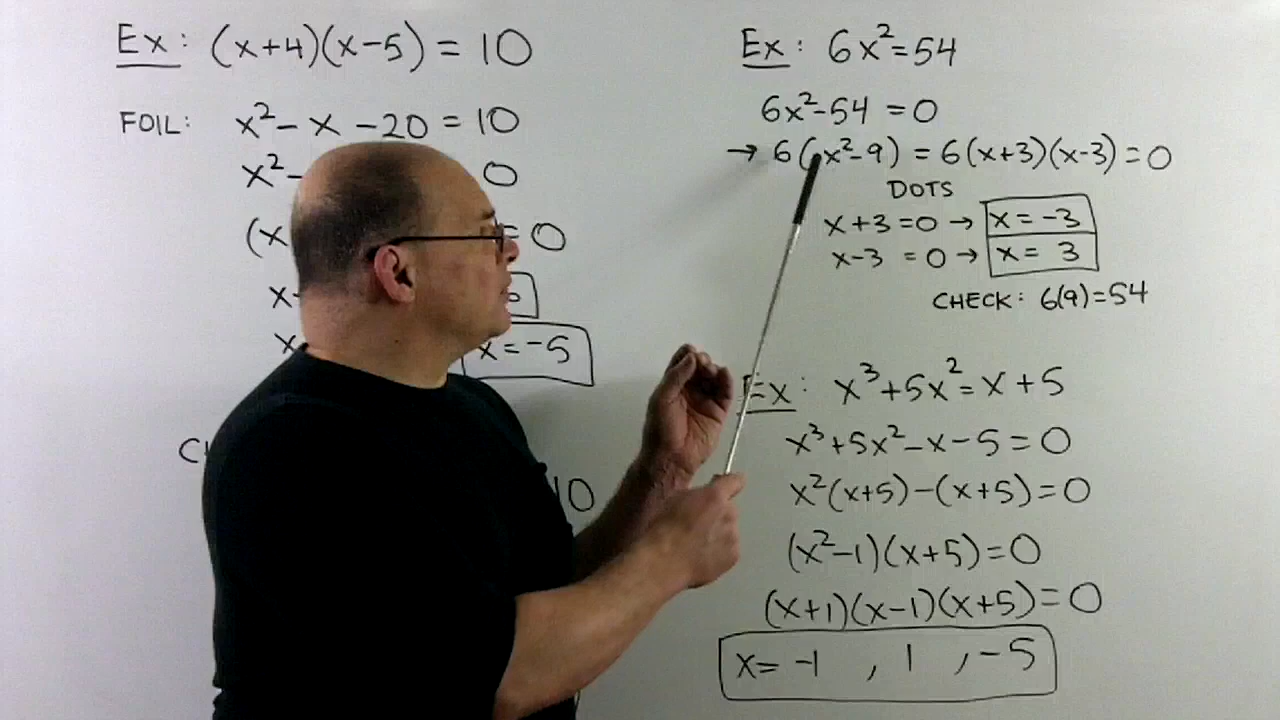 Ex: (x+4)(x-5) = 10
FOIL: x² - x - 20 = 10
x² - 0
(x = 0
x-
x x = -5
10
Ex: 6x² = 54
6x² - 54 = 0
→ 6(x² - 9) = 6(x+3)(x-3) = 0
DOTS
x + 3 = 0 → x = -3
x - 3 = 0 → x = 3
CHECK: 6(9) = 54
Ex: x³ + 5x² = x + 5
x³ + 5x² - x - 5 = 0
x²(x+5) - (x+5) = 0
(x² - 1)(x+5) = 0
(x+1)(x-1)(x+5) = 0
x = -1 , 1 , -5